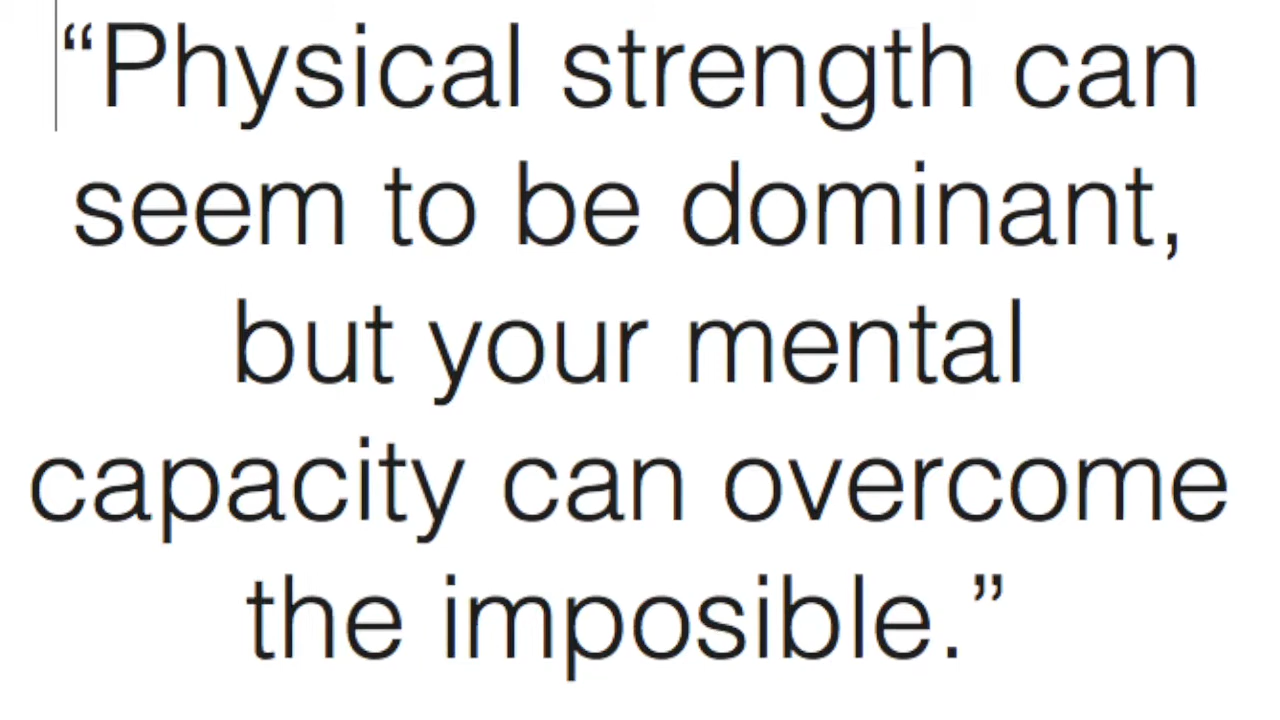 “Physical strength can
seem to be dominant,
but your mental
capacity can overcome
the imposible.”